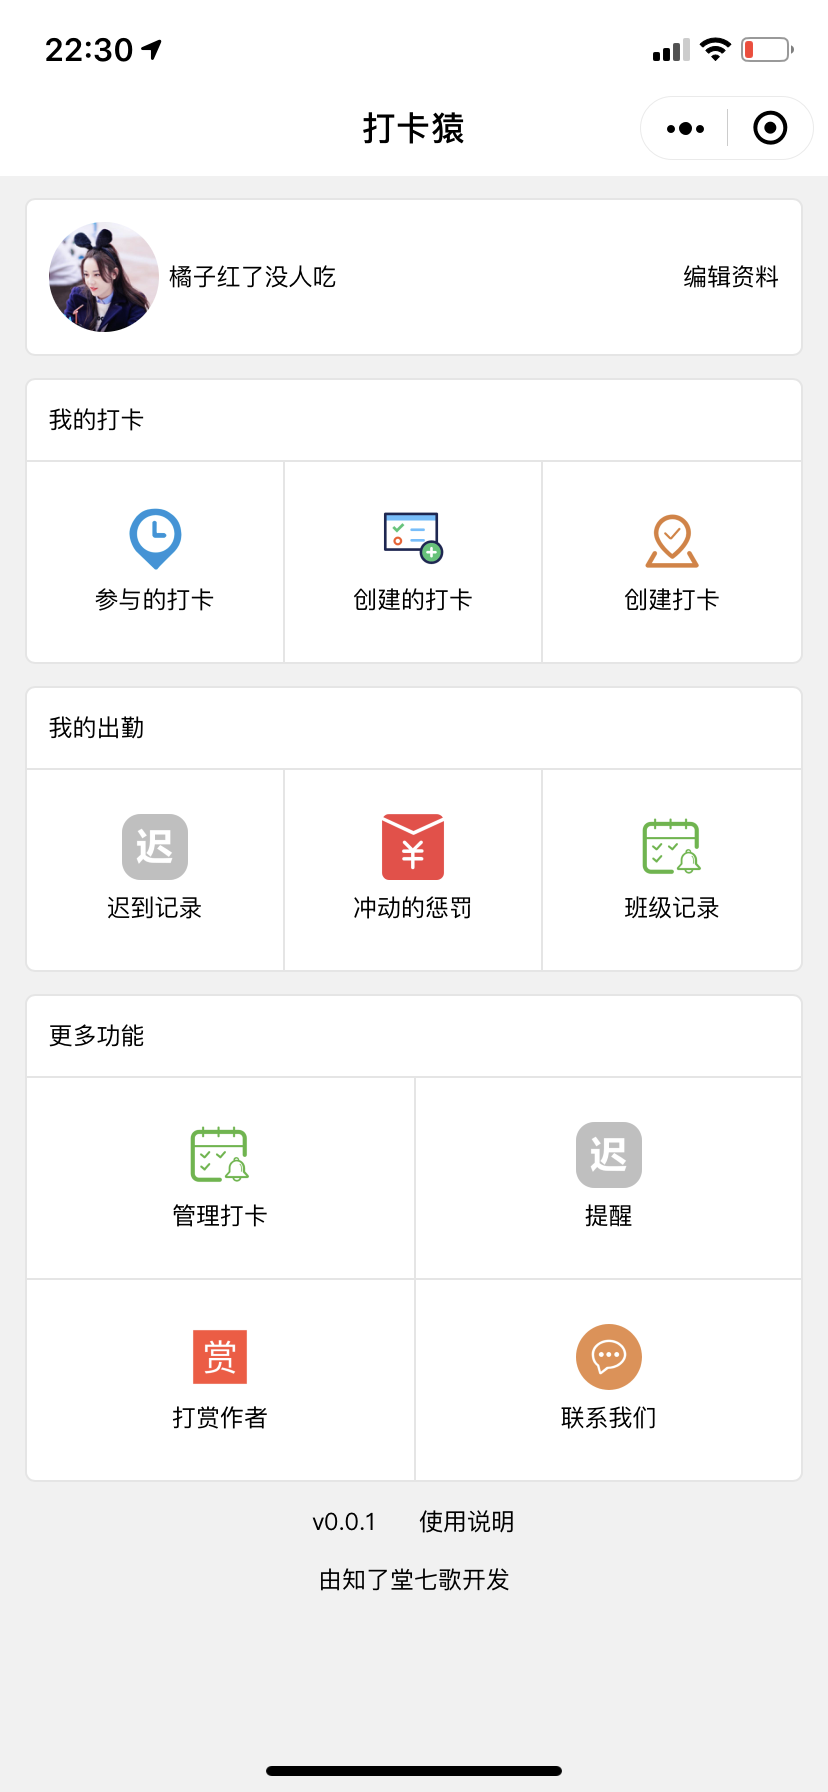 22:30
打卡猿
橘子红了没人吃 编辑资料
我的打卡
参与的打卡 创建的打卡 创建打卡
我的出勤
迟 ¥
迟到记录 冲动的惩罚 班级记录
更多功能
迟
管理打卡 提醒
赏
打赏作者 联系我们
v0.0.1 使用说明
由知了堂七歌开发